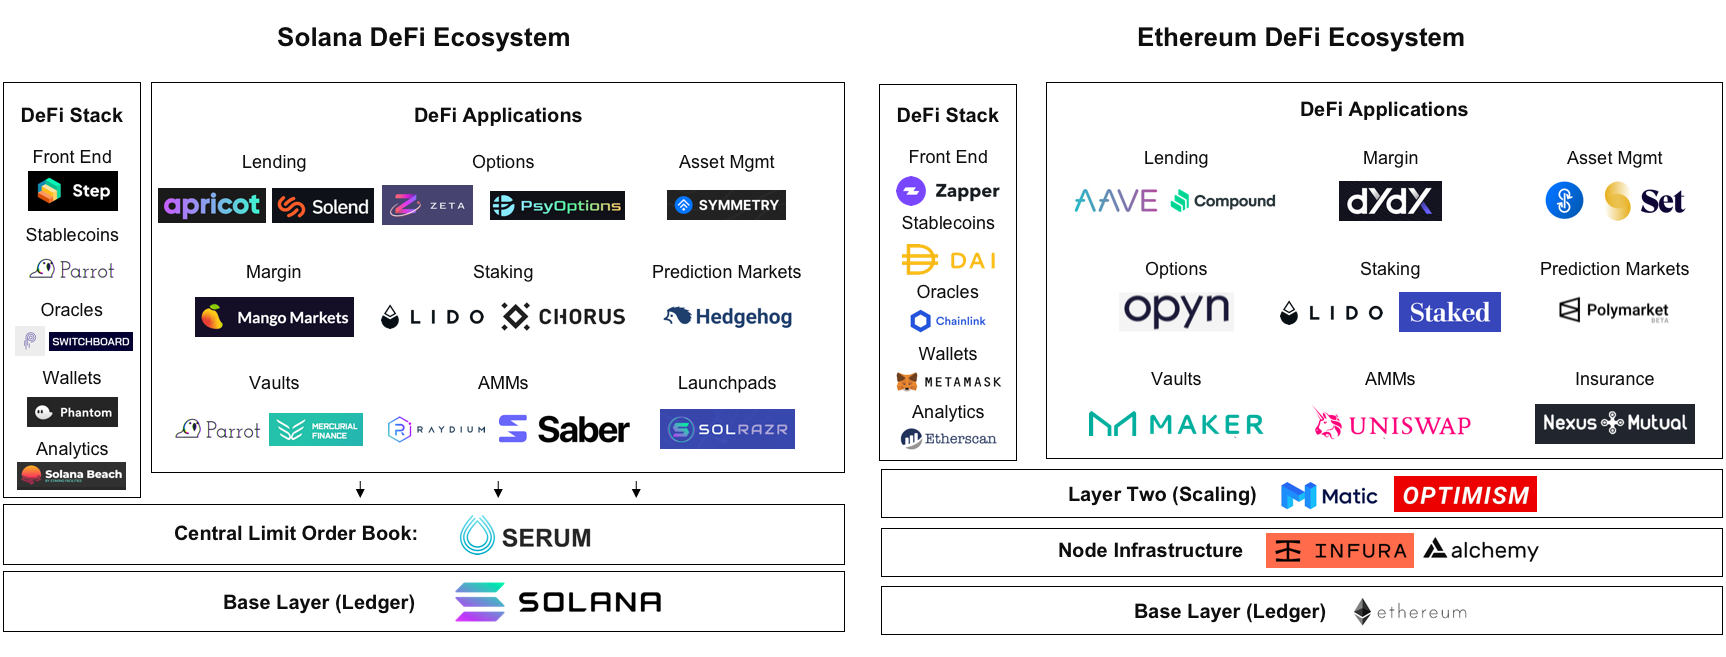 Solana DeFi Ecosystem
DeFi Stack
Front End
Step
Stablecoins
Parrot
Oracles
SWITCHBOARD
Wallets
Phantom
Analytics
Solana Beach
DeFi Applications
Lending Options Asset Mgmt
apricot Solend ZETA PsyOptions SYMMETRY
Margin Staking Prediction Markets
Mango Markets LIDO CHORUS Hedgehog
Vaults AMMs Launchpads
Parrot MERCURIAL FINANCE RAYDIUM Saber SOLRAZR
Central Limit Order Book: SERUM
Base Layer (Ledger) SOLANA
Ethereum DeFi Ecosystem
DeFi Stack
Front End
Zapper
Stablecoins
DAI
Oracles
Chainlink
Wallets
METAMASK
Analytics
Etherscan
DeFi Applications
Lending Margin Asset Mgmt
AAVE Compound dYdX Set
Options Staking Prediction Markets
opyn LIDO Staked Polymarket
BETA
Vaults AMMs Insurance
MAKER UNISWAP Nexus Mutual
Layer Two (Scaling) Matic OPTIMISM
Node Infrastructure INFURA alchemy
Base Layer (Ledger) ethereum